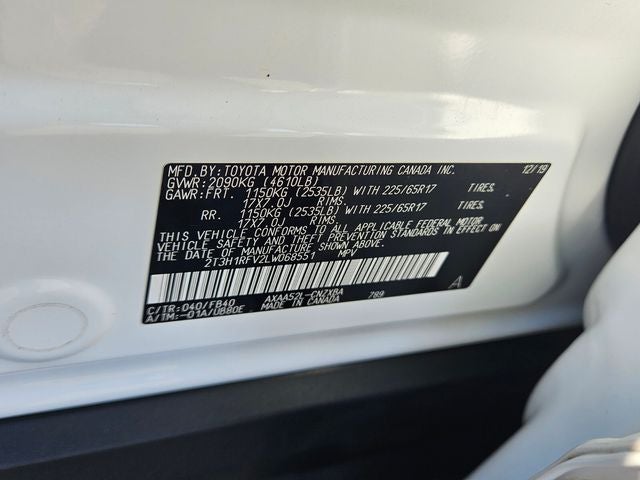 MFD.BY: TOYOTA MOTOR MANUFACTURING CANADA INC. 12/19
GVWR: 2090KG (4610LB)
GAWR: FRT. 1150KG (2535LB) WITH 225/65R17 TIRES,
17X7.0J RIMS,
RR. 1150KG (2535LB) WITH 225/65R17 TIRES,
17X7.0J RIMS
THIS VEHICLE CONFORMS TO ALL APPLICABLE FEDERAL MOTOR
VEHICLE SAFETY AND THEFT PREVENTION STANDARDS IN EFFECT ON
THE DATE OF MANUFACTURE SHOWN ABOVE.
2T3H1RFV2LW068551 MPV
A
C/TR: 040/FB40 AXAA52L-CNZXBA 789
A/TM: -01A/UB80E MADE IN CANADA